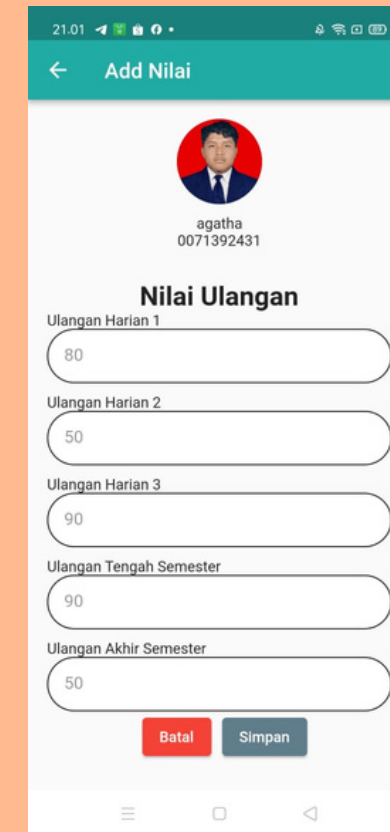 21.01
Add Nilai
agatha
0071392431
Nilai Ulangan
Ulangan Harian 1
80
Ulangan Harian 2
50
Ulangan Harian 3
90
Ulangan Tengah Semester
90
Ulangan Akhir Semester
50
Batal Simpan